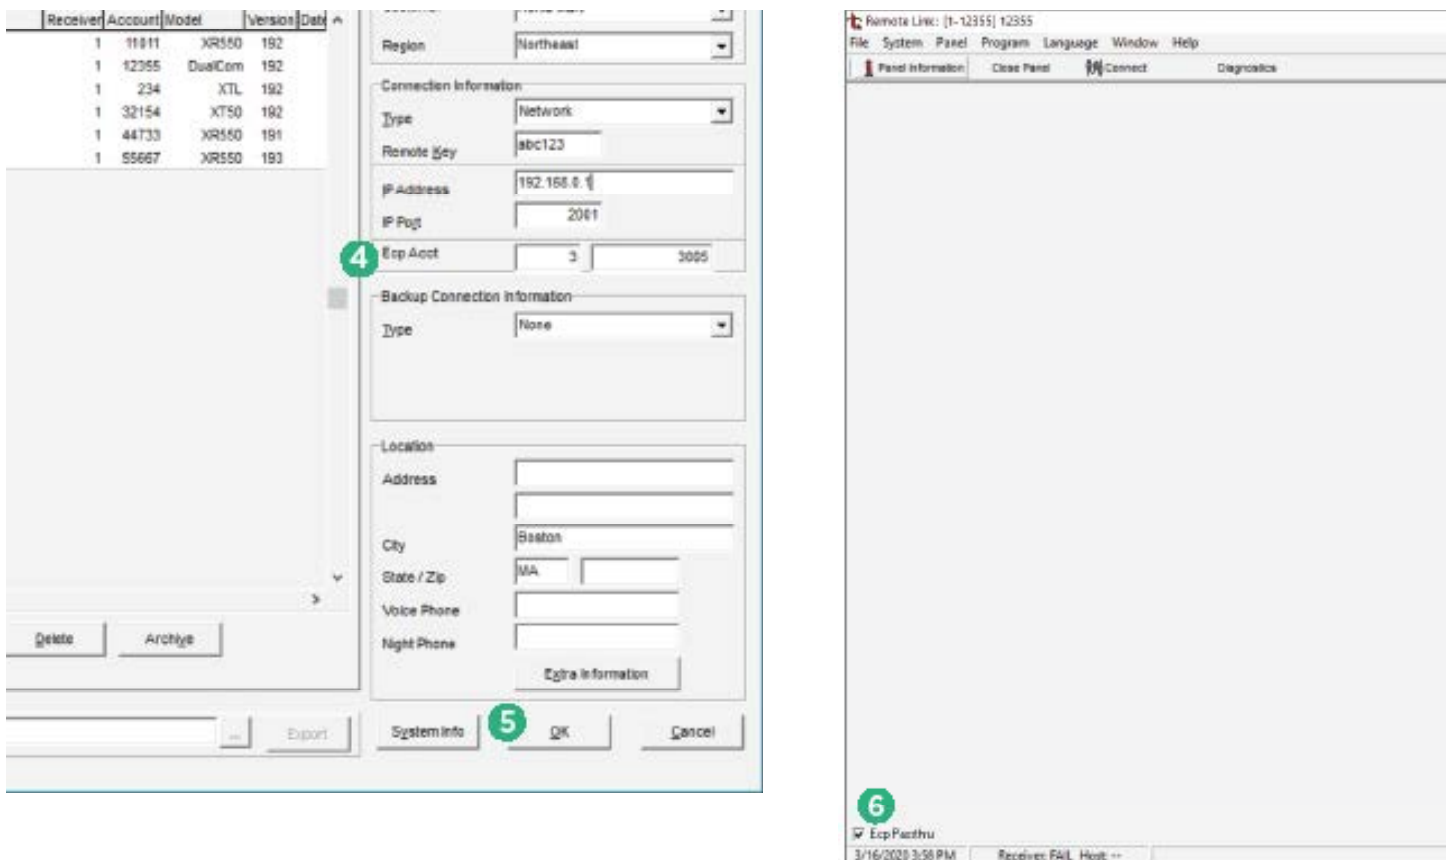 Receiver Account Model Version Date
1 11011 XR550 192
1 12355 DualCom 192
1 234 XTL 192
1 32154 XT50 192
1 44733 XR550 191
1 55667 XR550 193
Delete Archive
... Export
Region Northeast
Connection Information
Type Network
Remote Key abc123
IP Address 192.168.0.1
IP Port 2001
4 Ecp Acct 3 3005
Backup Connection Information
Type None
Location
Address
City Boston
State / Zip MA
Voice Phone
Night Phone
Extra Information
System Info 5 OK Cancel
Remote Link: [1-12355] 12355
File System Panel Program Language Window Help
Panel Information Close Panel Connect Diagnostics
6
Ecp Passthru
3/16/2020 3:58 PM Receiver: FAIL Host: --